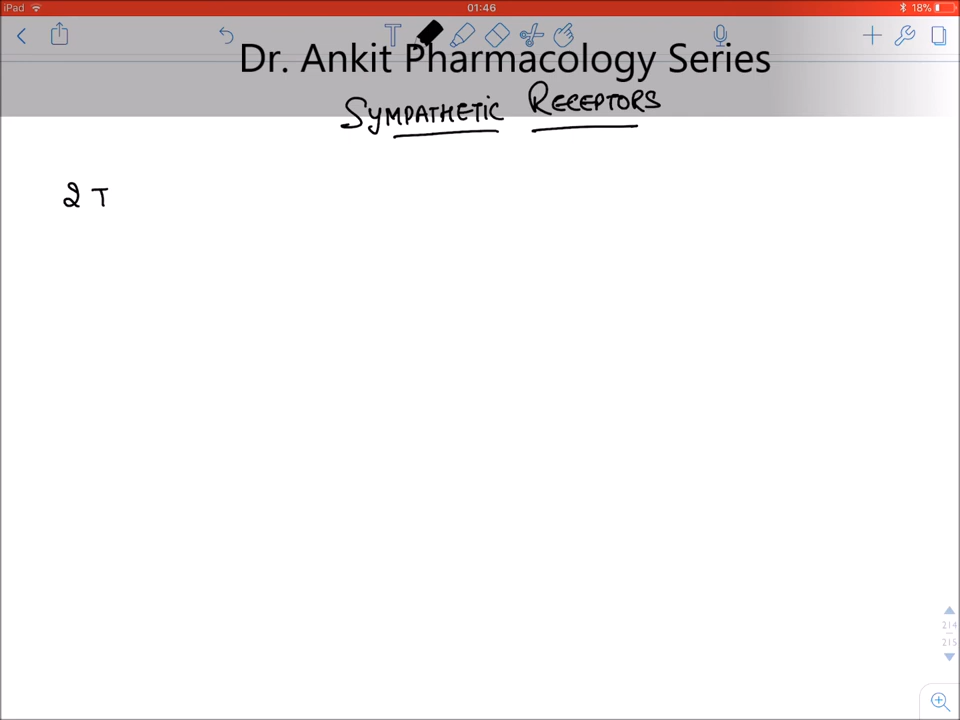 iPad 01:46 18%
Dr. Ankit Pharmacology Series
SYMPATHETIC RECEPTORS
2 T
214
215